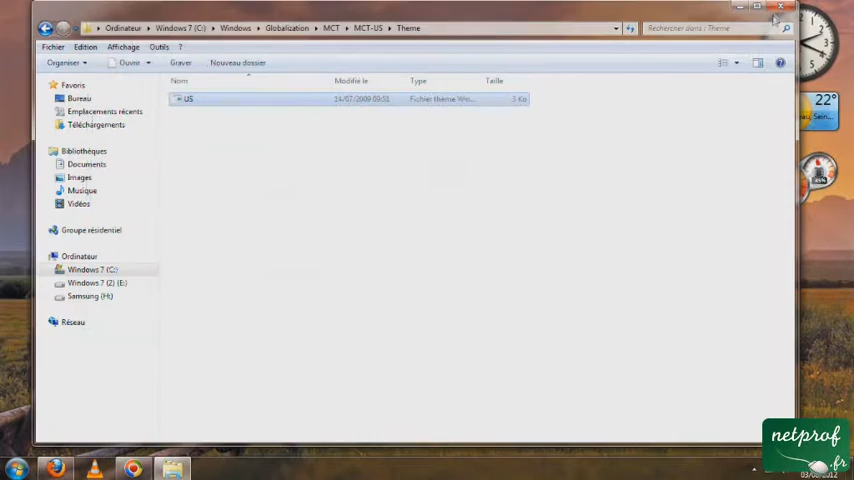 Ordinateur Windows 7 (C:) Windows Globalization MCT MCT-US Theme
Rechercher dans : Theme
Fichier Edition Affichage Outils ?
Organiser Ouvrir Graver Nouveau dossier
Nom Modifié le Type Taille
US 14/07/2009 09:51 Fichier thème Win... 3 Ko
Favoris
Bureau
Emplacements récents
Téléchargements
Bibliothèques
Documents
Images
Musique
Vidéos
Groupe résidentiel
Ordinateur
Windows 7 (C:)
Windows 7 (2) (E:)
Samsung (H:)
Réseau
22°
netprof
.fr